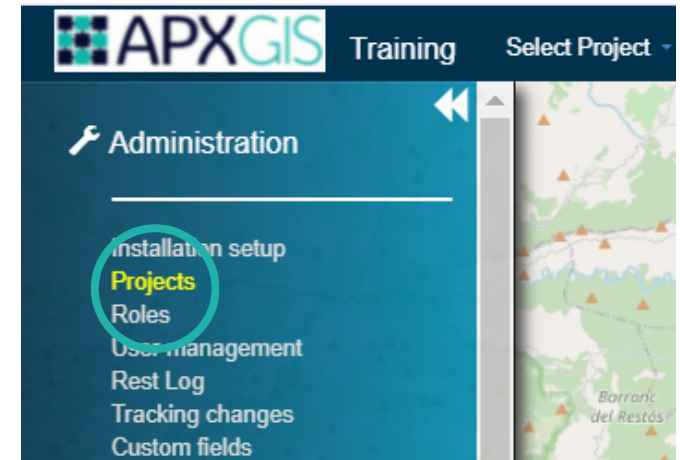 APXGIS Training Select Project
Administration
Installation setup
Projects
Roles
User management
Rest Log
Tracking changes
Custom fields
Barranc
del Restós